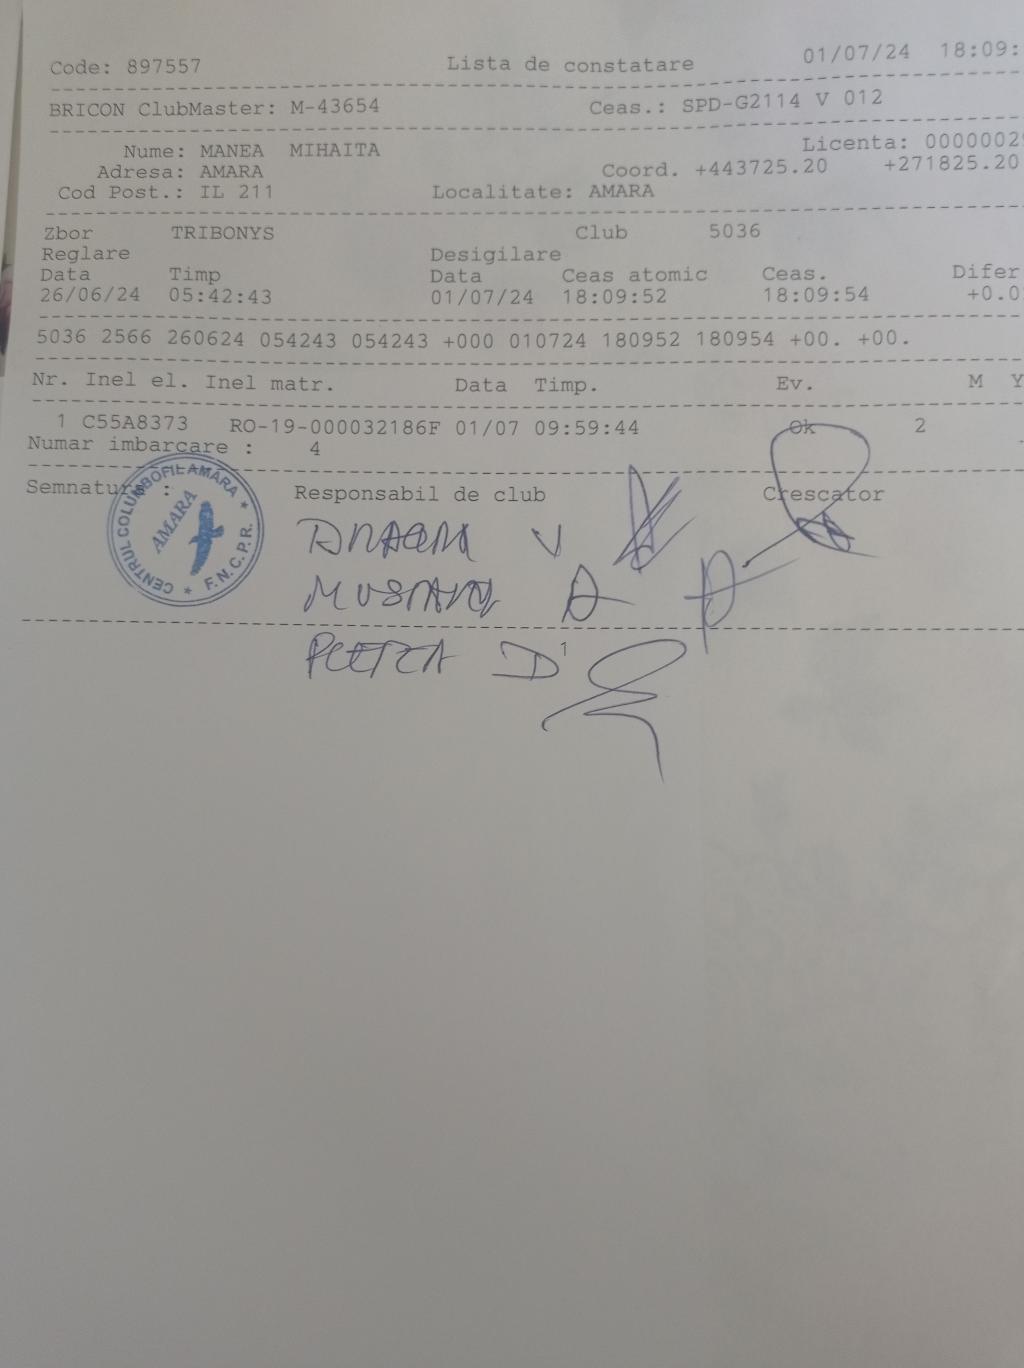 Code: 897557 Lista de constatare 01/07/24 18:09:
BRICON ClubMaster: M-43654 Ceas.: SPD-G2114 V 012
Nume: MANEA MIHAITA Licenta: 0000002
Adresa: AMARA Coord. +443725.20 +271825.20
Cod Post.: IL 211 Localitate: AMARA
Zbor TRIBONYS Club 5036
Reglare Desigilare
Data Timp Data Ceas atomic Ceas. Difer
26/06/24 05:42:43 01/07/24 18:09:52 18:09:54 +0.0
5036 2566 260624 054243 054243 +000 010724 180952 180954 +00. +00.
Nr. Inel el. Inel matr. Data Timp. Ev. M Y
1 C55A8373 RO-19-000032186F 01/07 09:59:44 Ok 2
Numar imbarcare : 4
Semnatura : Responsabil de club Crescator
CENTRUL COLUMBOFIL AMARA
AMARA
* F.N.C.P.R. *
1